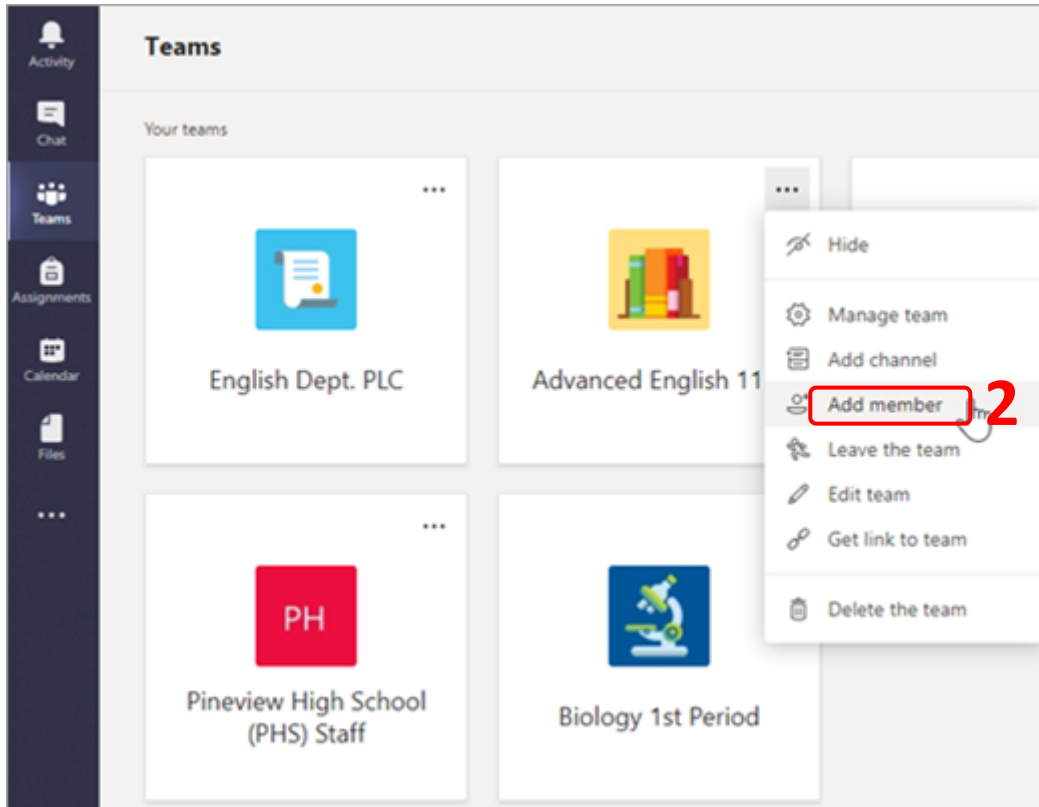 Activity
Chat
Teams
Assignments
Calendar
Files
...
Teams
Your teams
...
English Dept. PLC
...
Advanced English 11
Hide
Manage team
Add channel
Add member 2
Leave the team
Edit team
Get link to team
Delete the team
...
PH
Pineview High School
(PHS) Staff
Biology 1st Period